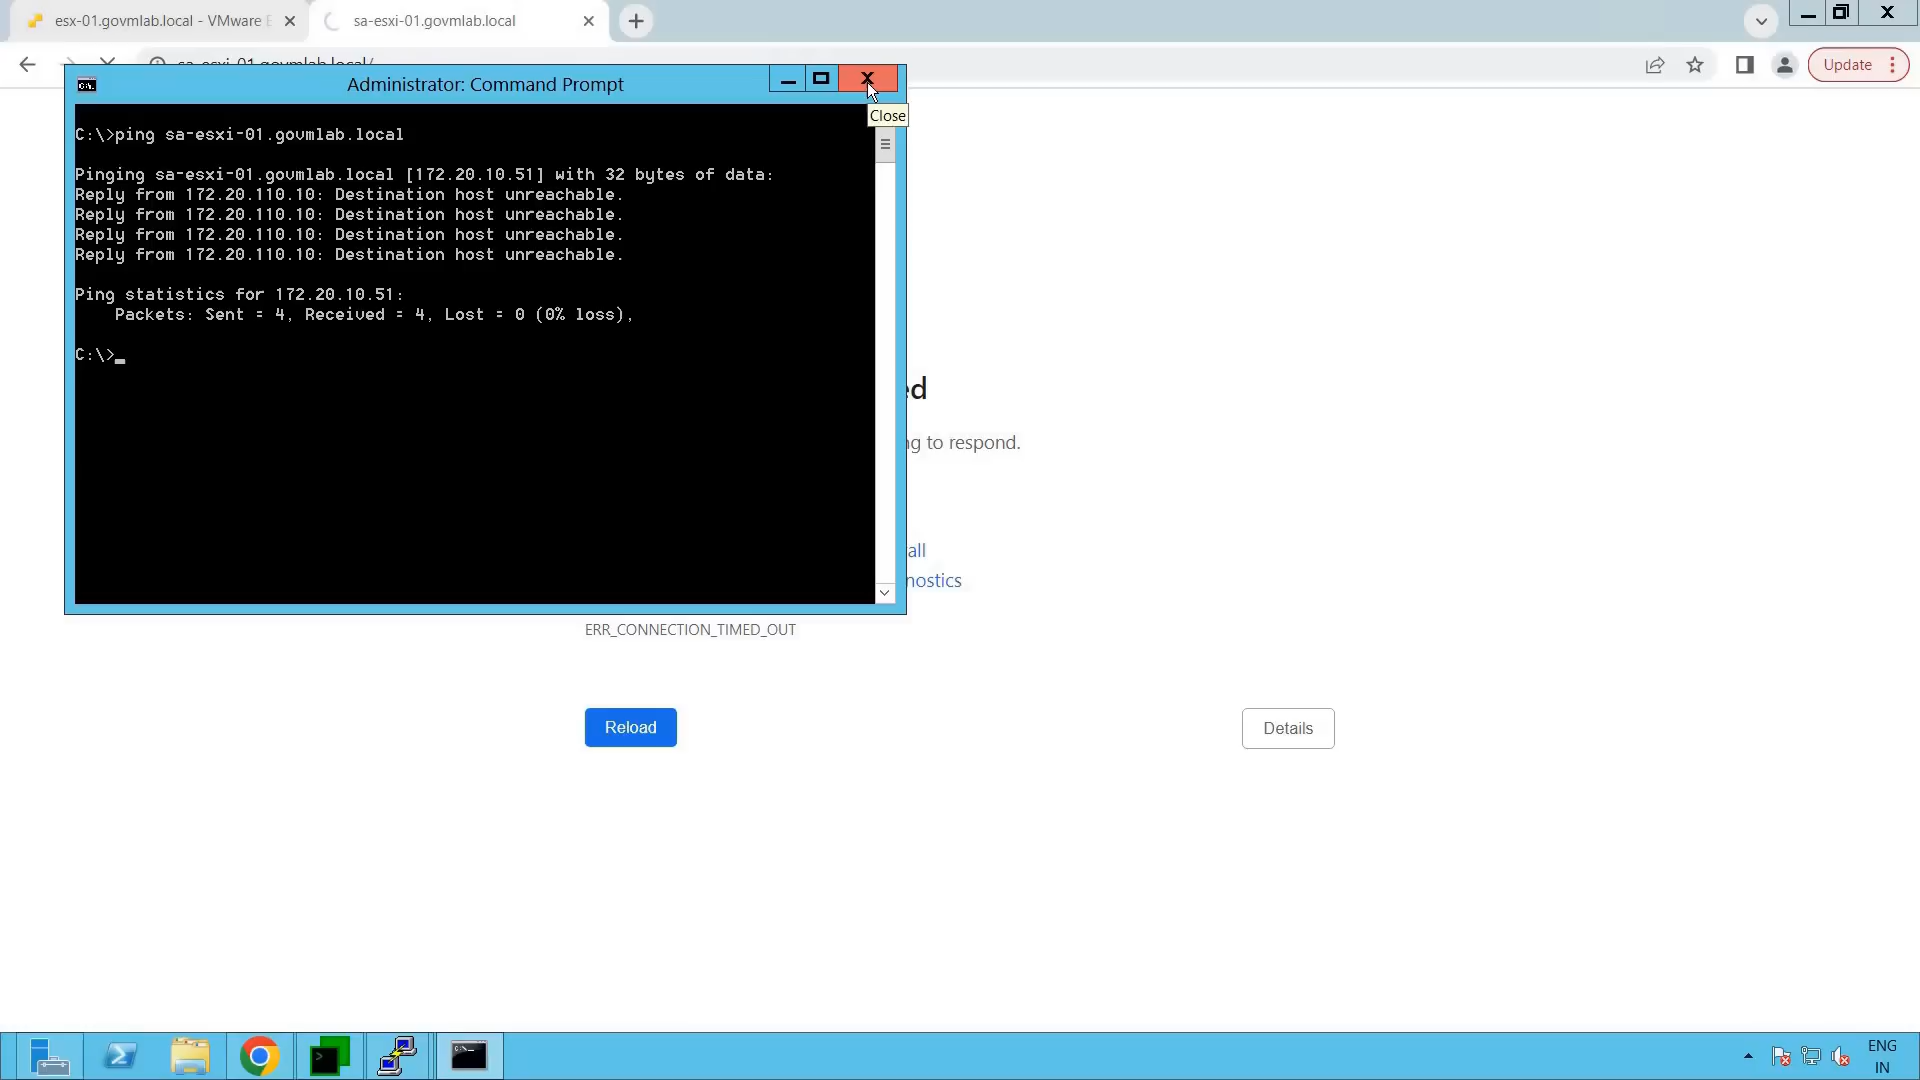 esx-01.govmlab.local - VMware E
sa-esxi-01.govmlab.local
sa-esxi-01.govmlab.local/
Update
Administrator: Command Prompt
Close
C:\>ping sa-esxi-01.govmlab.local
Pinging sa-esxi-01.govmlab.local [172.20.10.51] with 32 bytes of data:
Reply from 172.20.110.10: Destination host unreachable.
Reply from 172.20.110.10: Destination host unreachable.
Reply from 172.20.110.10: Destination host unreachable.
Reply from 172.20.110.10: Destination host unreachable.
Ping statistics for 172.20.10.51:
Packets: Sent = 4, Received = 4, Lost = 0 (0% loss),
C:\>
ed
ng to respond.
all
nostics
ERR_CONNECTION_TIMED_OUT
Reload
Details
ENG
IN